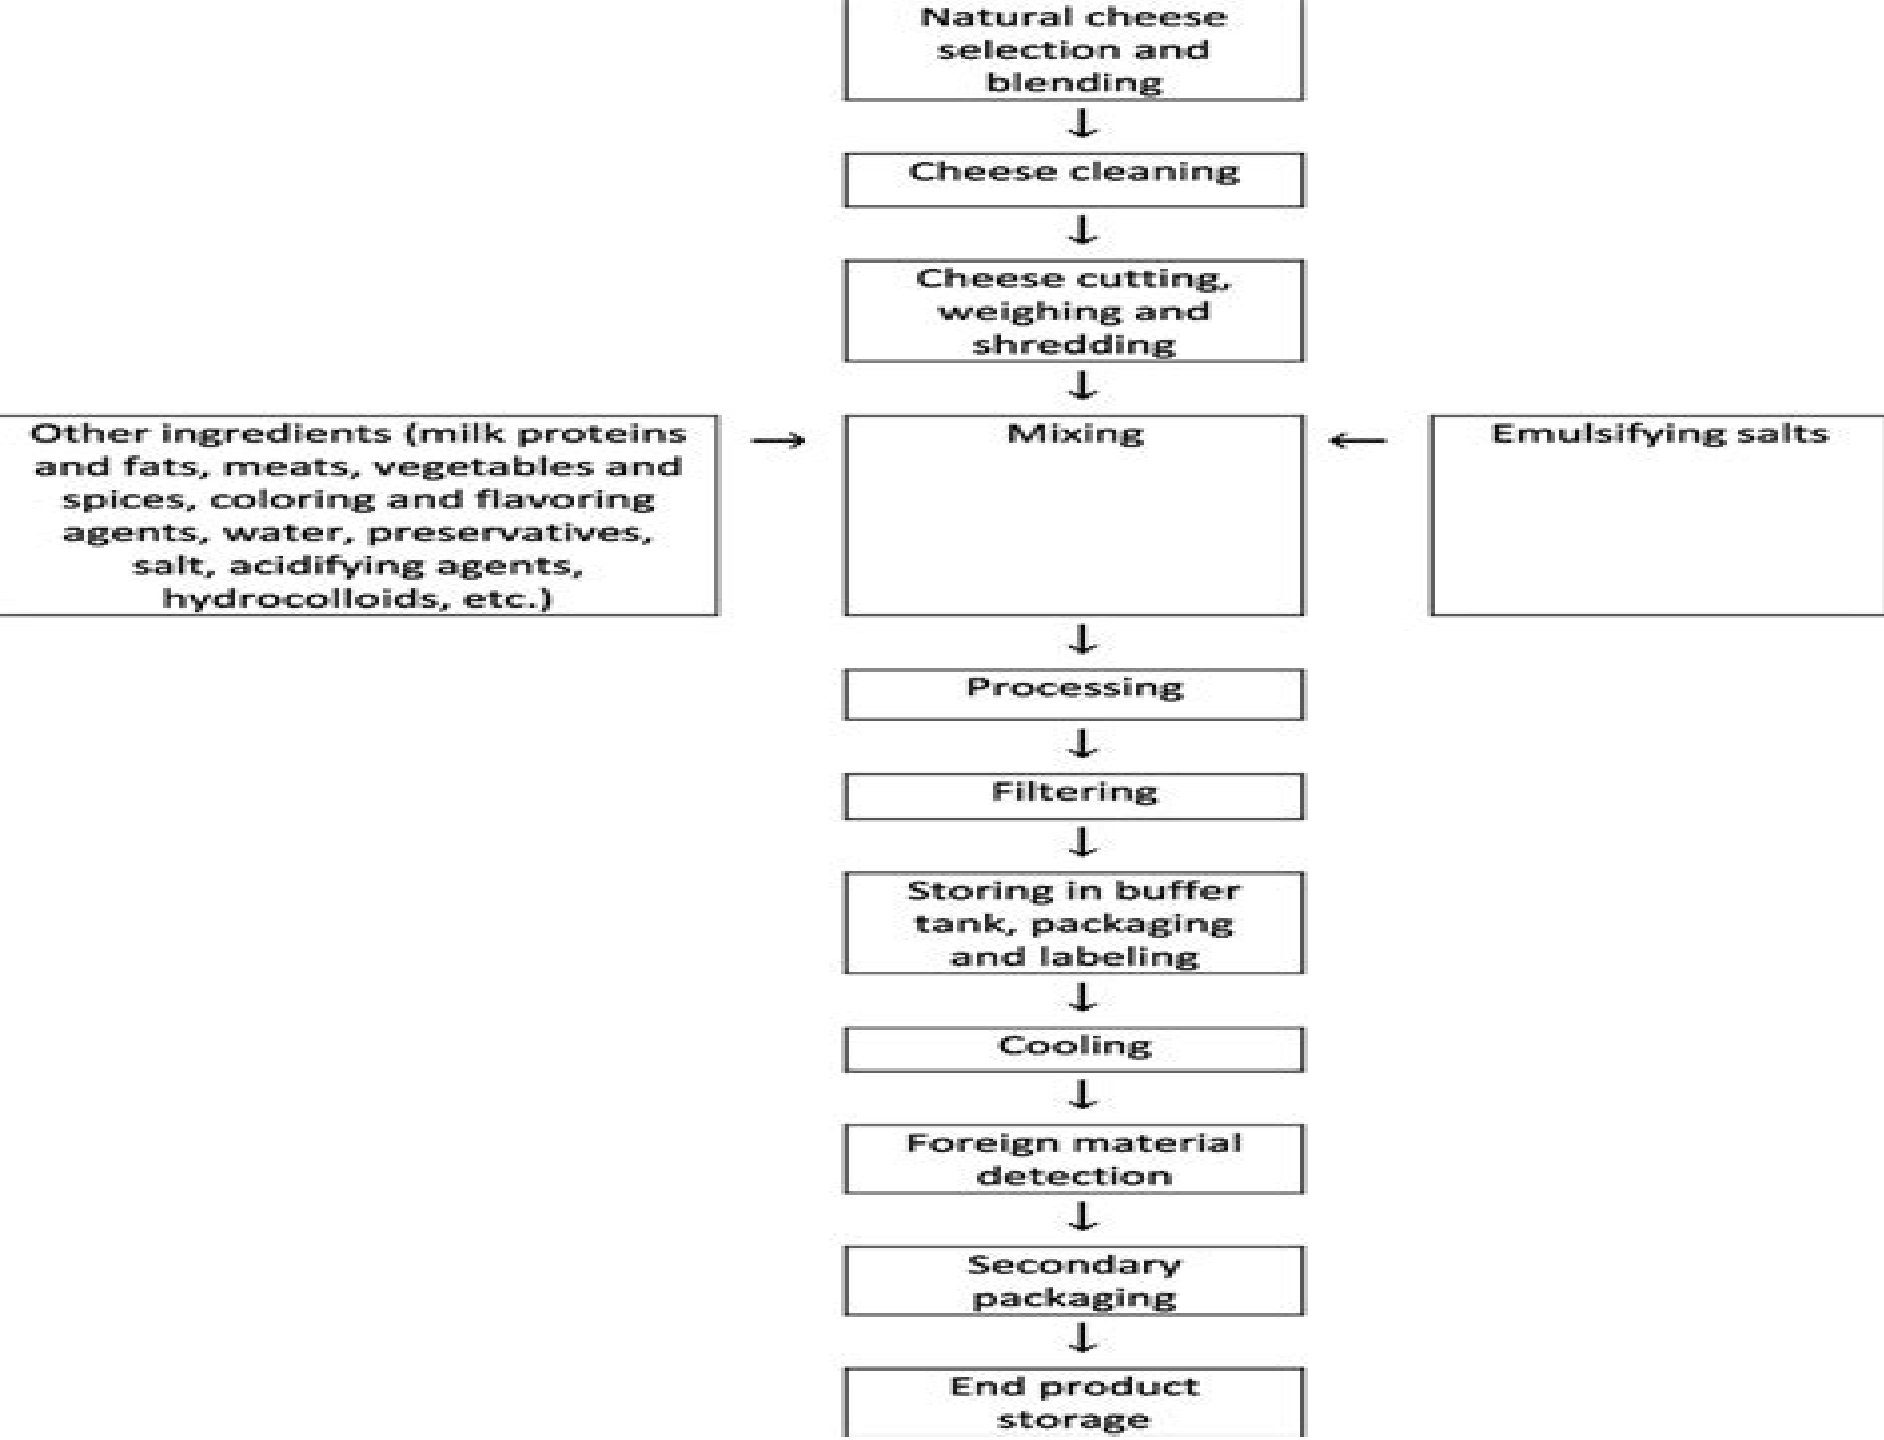 Natural cheese
selection and
blending
Cheese cleaning
Cheese cutting,
weighing and
shredding
Other ingredients (milk proteins
and fats, meats, vegetables and
spices, coloring and flavoring
agents, water, preservatives,
salt, acidifying agents,
hydrocolloids, etc.)
Mixing
Emulsifying salts
Processing
Filtering
Storing in buffer
tank, packaging
and labeling
Cooling
Foreign material
detection
Secondary
packaging
End product
storage